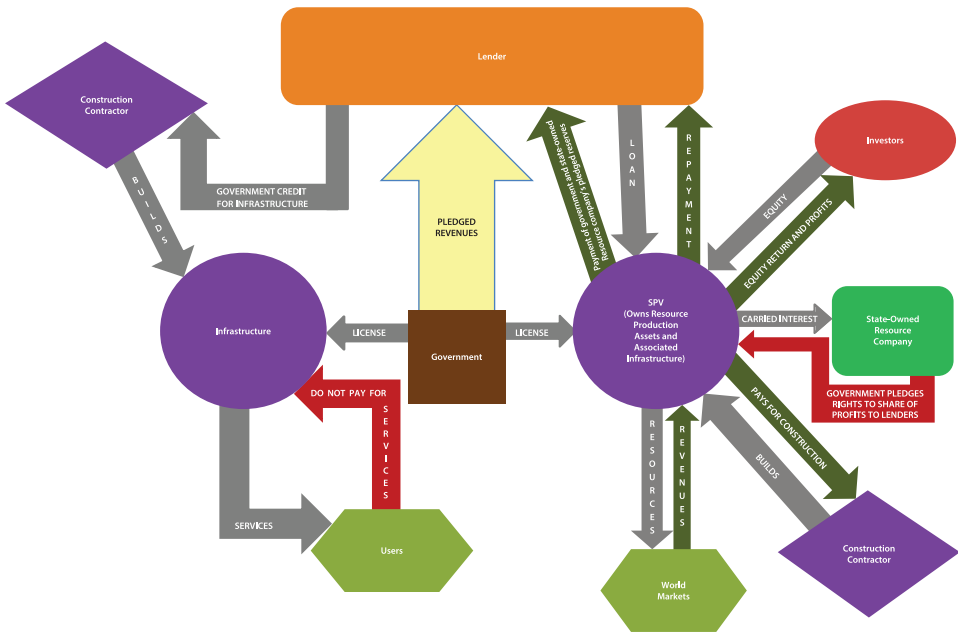 Lender
Construction
Contractor
BUILDS
GOVERNMENT CREDIT
FOR INFRASTRUCTURE
PLEDGED
REVENUES
Payment of goverment and state-owned
Resource company's pledged reserves
LOAN
REPAYMENT
Investors
EQUITY
EQUITY RETURN AND PROFITS
Infrastructure
LICENSE
Government
LICENSE
SPV
(Owns Resource
Production
Assets and
Associated
Infrastructure)
CARRIED INTEREST
State-Owned
Resource
Company
GOVERNMENT PLEDGES
RIGHTS TO SHARE OF
PROFITS TO LENDERS
DO NOT PAY FOR
SERVICES
SERVICES
Users
RESOURCES
REVENUES
World
Markets
PAYS FOR CONSTRUCTION
BUILDS
Construction
Contractor